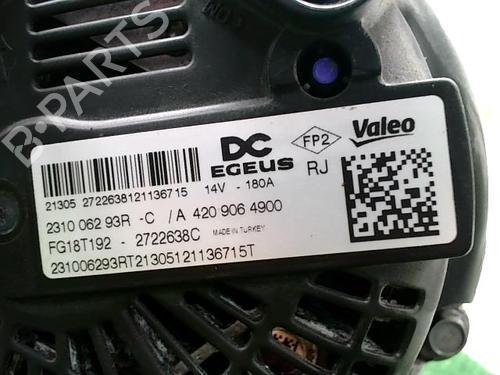 CON
B-PARTS
DC
EGEUS
FP2
Valeo
RJ
14V - 180A
21305 2722638121136715
2310 062 93R - C / A 420 906 4900
FG18T192 - 2722638C MADE IN TURKEY
231006293RT21305121136715T